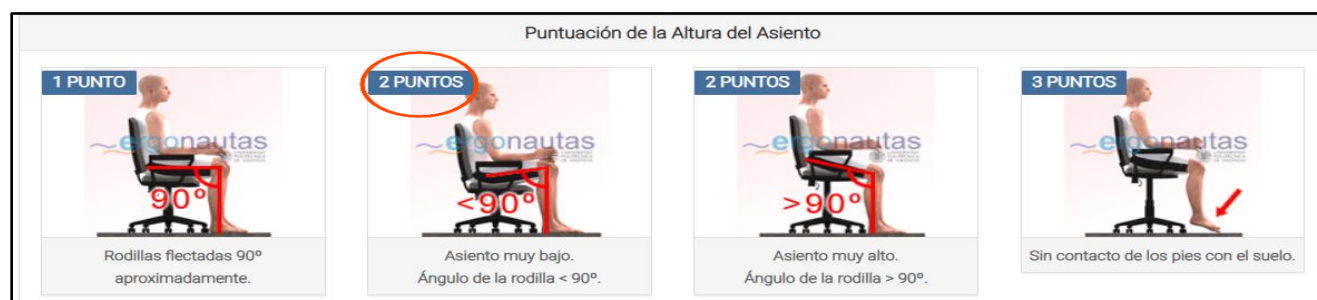 Puntuación de la Altura del Asiento
1 PUNTO
2 PUNTOS
2 PUNTOS
3 PUNTOS
ergonautas
ergonautas
ergonautas
ergonautas
90º
<90º
>90º
Rodillas flectadas 90º
aproximadamente.
Asiento muy bajo.
Ángulo de la rodilla < 90º.
Asiento muy alto.
Ángulo de la rodilla > 90º.
Sin contacto de los pies con el suelo.